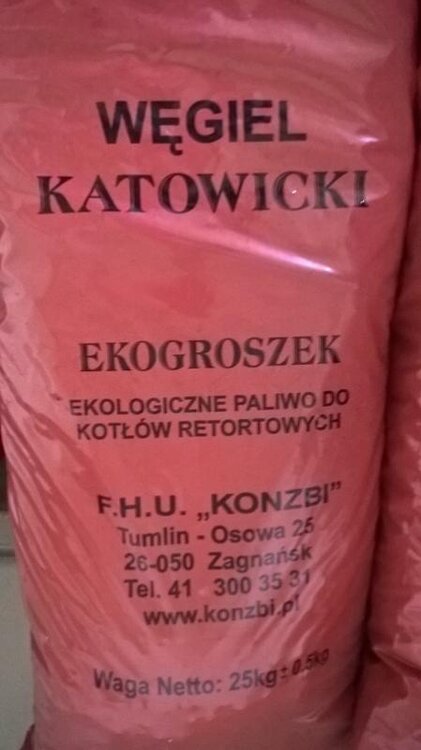 WĘGIEL
KATOWICKI
EKOGROSZEK
EKOLOGICZNE PALIWO DO
KOTŁÓW RETORTOWYCH
F.H.U. „KONZBI”
Tumlin - Osowa 25
26-050 Zagnańsk
Tel. 41 300 35 31
www.konzbi.pl
Waga Netto: 25kg ± 0,5kg